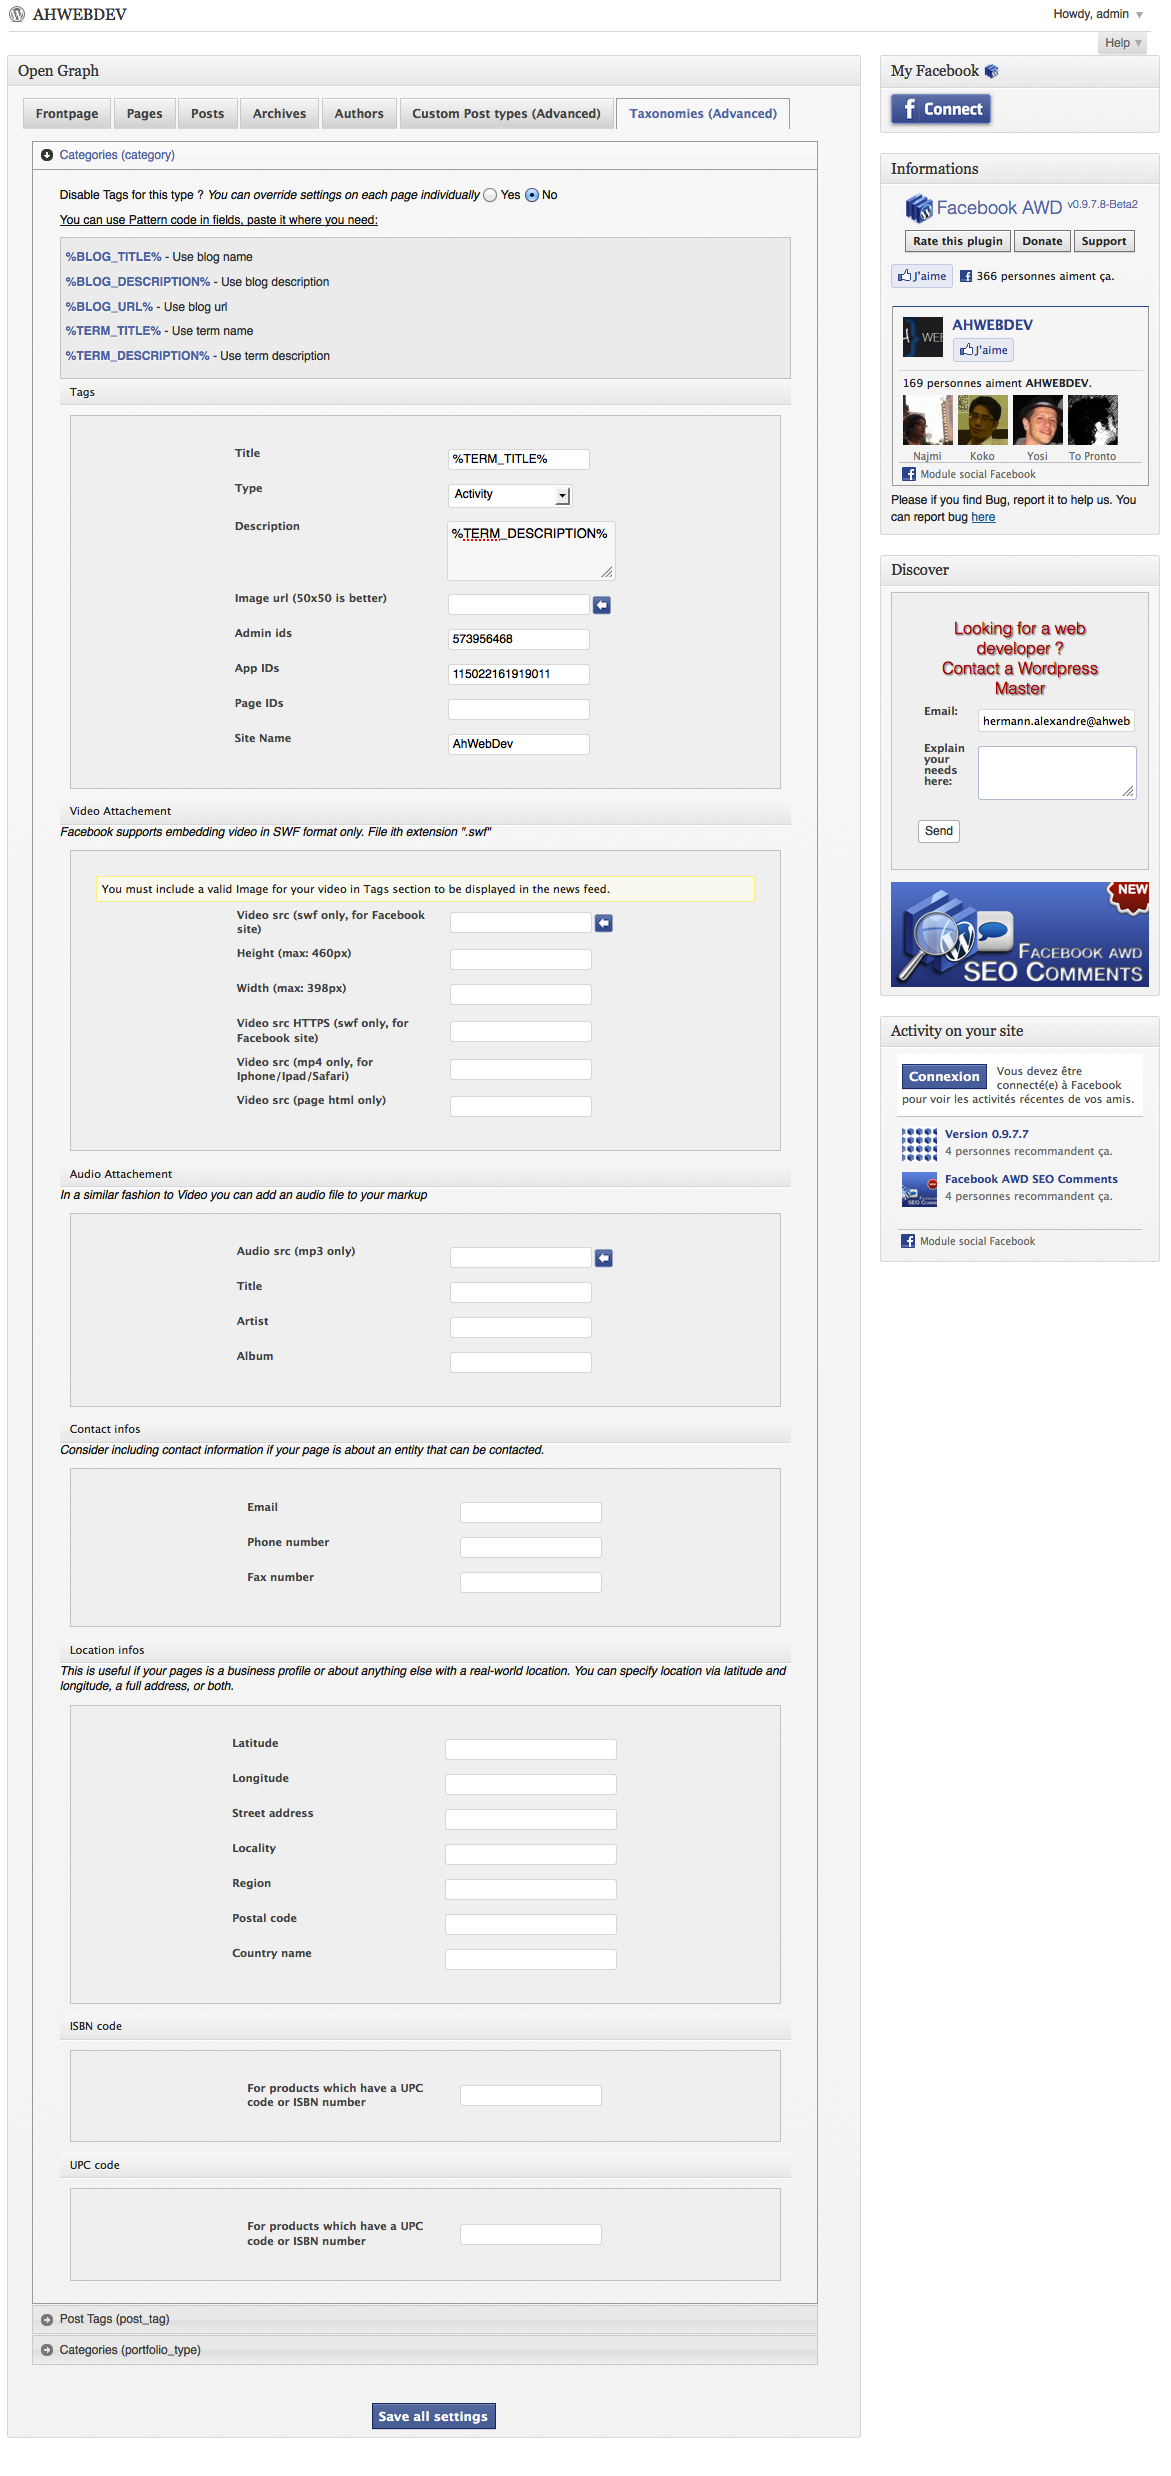 AHWEBDEV
Howdy, admin
Help
Open Graph
Frontpage
Pages
Posts
Archives
Authors
Custom Post types (Advanced)
Taxonomies (Advanced)
Categories (category)
Disable Tags for this type ? You can override settings on each page individually Yes No
You can use Pattern code in fields, paste it where you need:
%BLOG_TITLE% - Use blog name
%BLOG_DESCRIPTION% - Use blog description
%BLOG_URL% - Use blog url
%TERM_TITLE% - Use term name
%TERM_DESCRIPTION% - Use term description
Tags
Title
%TERM_TITLE%
Type
Activity
Description
%TERM_DESCRIPTION%
Image url (50x50 is better)
Admin ids
573956468
App IDs
115022161919011
Page IDs
Site Name
AhWebDev
Video Attachement
Facebook supports embedding video in SWF format only. File ith extension ".swf"
You must include a valid Image for your video in Tags section to be displayed in the news feed.
Video src (swf only, for Facebook
site)
Height (max: 460px)
Width (max: 398px)
Video src HTTPS (swf only, for
Facebook site)
Video src (mp4 only, for
Iphone/Ipad/Safari)
Video src (page html only)
Audio Attachement
In a similar fashion to Video you can add an audio file to your markup
Audio src (mp3 only)
Title
Artist
Album
Contact infos
Consider including contact information if your page is about an entity that can be contacted.
Email
Phone number
Fax number
Location infos
This is useful if your pages is a business profile or about anything else with a real-world location. You can specify location via latitude and
longitude, a full address, or both.
Latitude
Longitude
Street address
Locality
Region
Postal code
Country name
ISBN code
For products which have a UPC
code or ISBN number
UPC code
For products which have a UPC
code or ISBN number
Post Tags (post_tag)
Categories (portfolio_type)
Save all settings
My Facebook
Connect
Informations
Facebook AWD v0.9.7.8-Beta2
Rate this plugin
Donate
Support
J'aime
366 personnes aiment ça.
AHWEBDEV
J'aime
169 personnes aiment AHWEBDEV.
Najmi
Koko
Yosi
To Pronto
Module social Facebook
Please if you find Bug, report it to help us. You
can report bug here
Discover
Looking for a web
developer ?
Contact a Wordpress
Master
Email:
hermann.alexandre@ahweb
Explain
your
needs
here:
Send
NEW
FACEBOOK AWD
SEO COMMENTS
Activity on your site
Connexion
Vous devez être
connecté(e) à Facebook
pour voir les activités récentes de vos amis.
Version 0.9.7.7
4 personnes recommandent ça.
Facebook AWD SEO Comments
4 personnes recommandent ça.
Module social Facebook